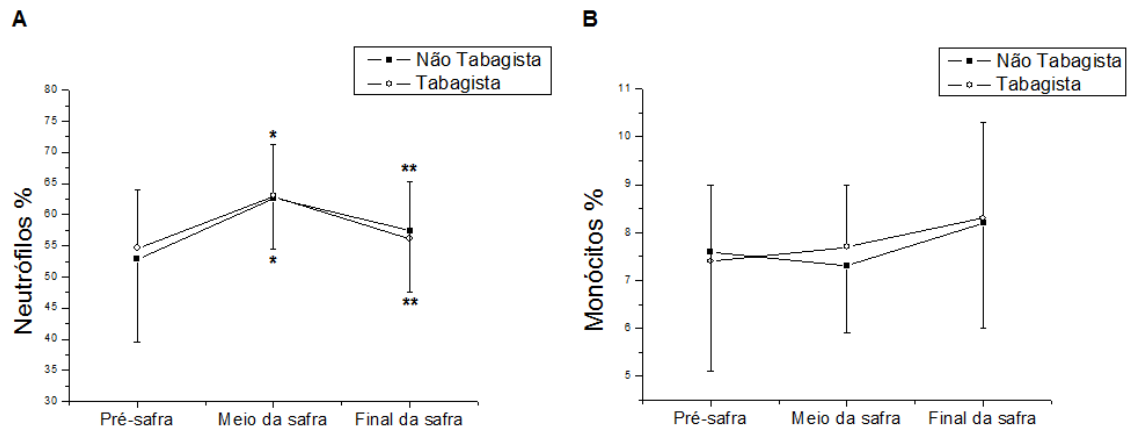 A
Não Tabagista
Tabagista
Neutrófilos %
80
75
70
65
60
55
50
45
40
35
30
*
**
*
**
Pré-safra Meio da safra Final da safra
B
Não Tabagista
Tabagista
Monócitos %
11
10
9
8
7
6
5
Pré-safra Meio da safra Final da safra